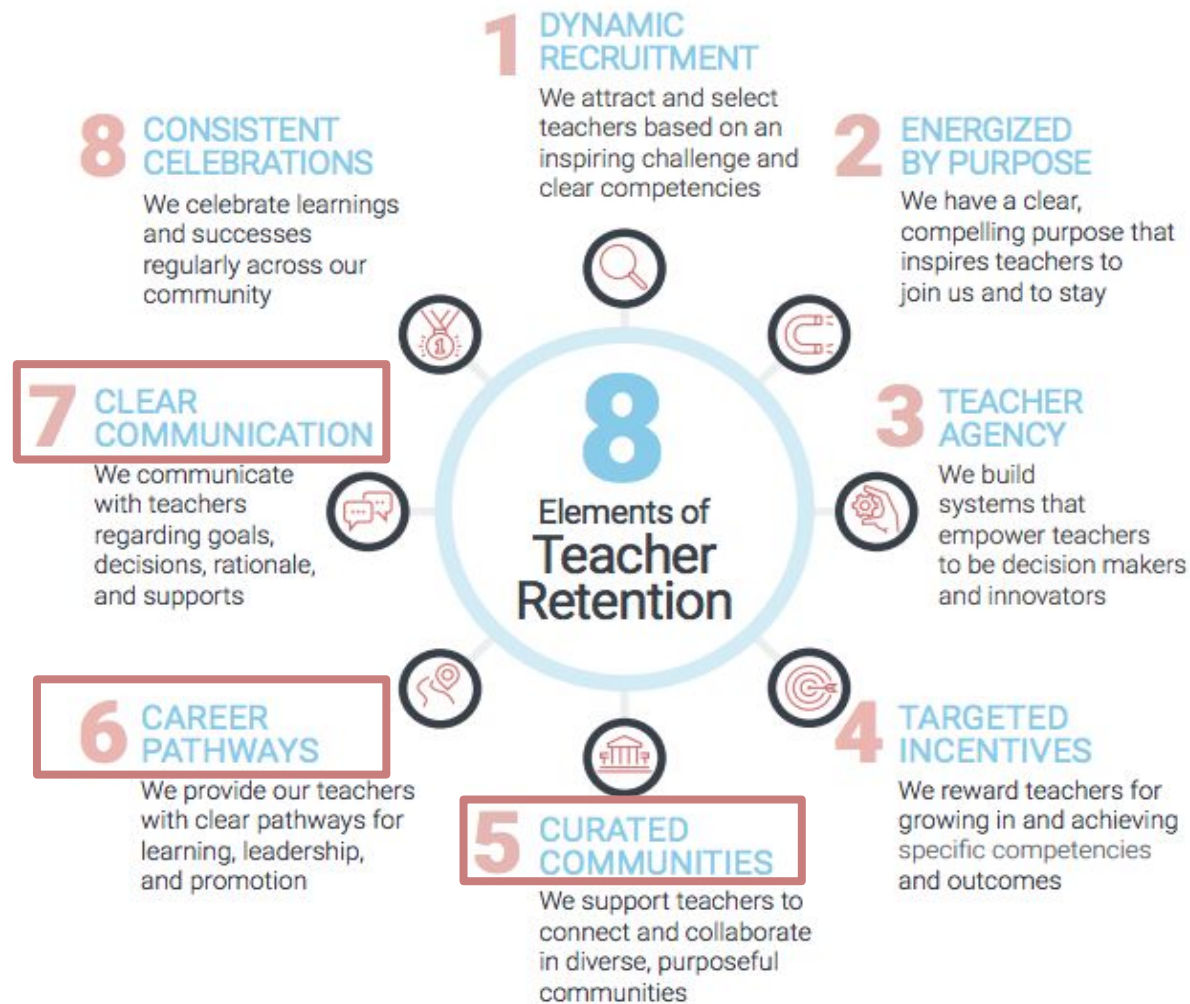 1 DYNAMIC
RECRUITMENT
We attract and select
teachers based on an
inspiring challenge and
clear competencies
2 ENERGIZED
BY PURPOSE
We have a clear,
compelling purpose that
inspires teachers to
join us and to stay
3 TEACHER
AGENCY
We build
systems that
empower teachers
to be decision makers
and innovators
4 TARGETED
INCENTIVES
We reward teachers for
growing in and achieving
specific competencies
and outcomes
5 CURATED
COMMUNITIES
We support teachers to
connect and collaborate
in diverse, purposeful
communities
6 CAREER
PATHWAYS
We provide our teachers
with clear pathways for
learning, leadership,
and promotion
7 CLEAR
COMMUNICATION
We communicate
with teachers
regarding goals,
decisions, rationale,
and supports
8 CONSISTENT
CELEBRATIONS
We celebrate learnings
and successes
regularly across our
community
1
8
Elements of
Teacher
Retention